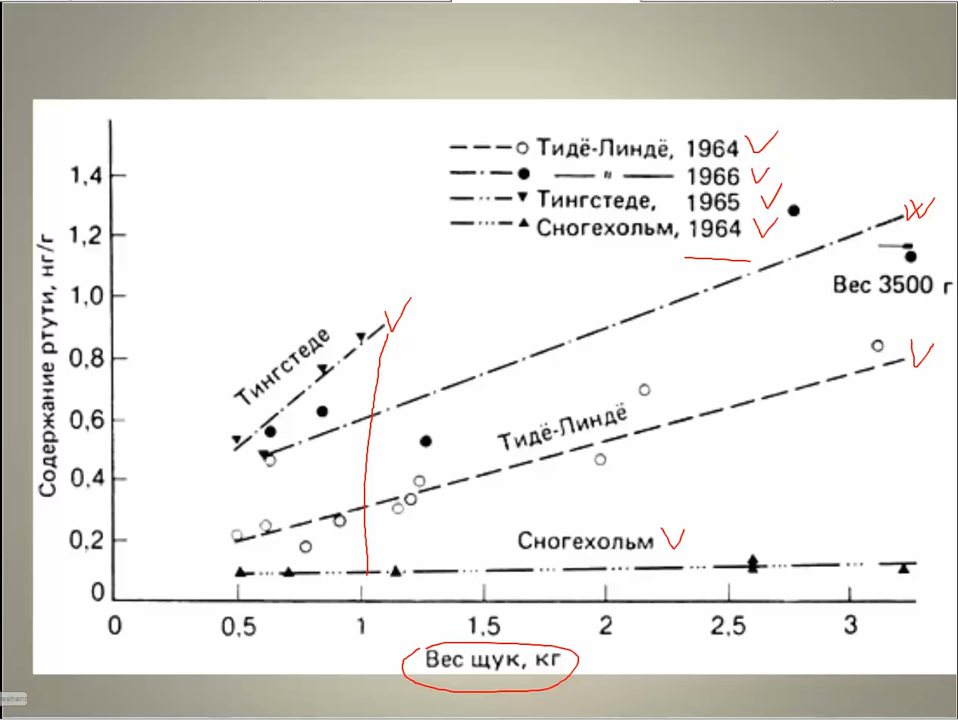 Тидё-Линдё, 1964
— " — 1966
Тингстеде, 1965
Сногехольм, 1964
Содержание ртути, нг/г
1,4
1,2
1,0
0,8
0,6
0,4
0,2
0
Вес 3500 г
Тингстеде
Тидё-Линдё
Сногехольм
0 0,5 1 1,5 2 2,5 3
Вес щук, кг